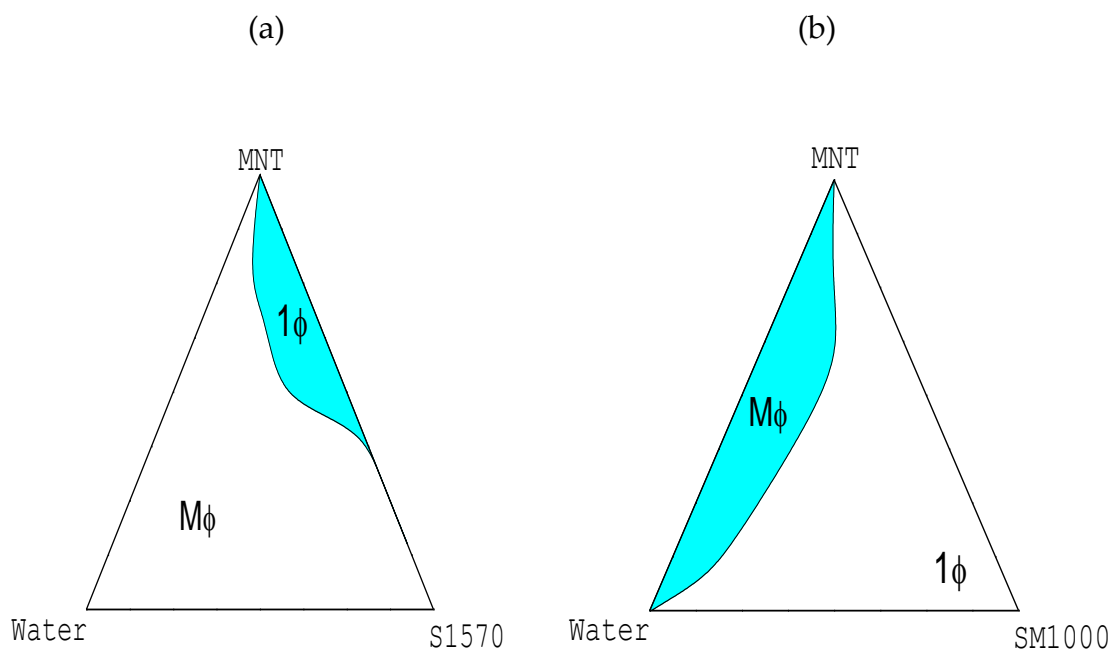 (a)
MNT
1ϕ
Mϕ
Water
S1570
(b)
MNT
Mϕ
1ϕ
Water
SM1000